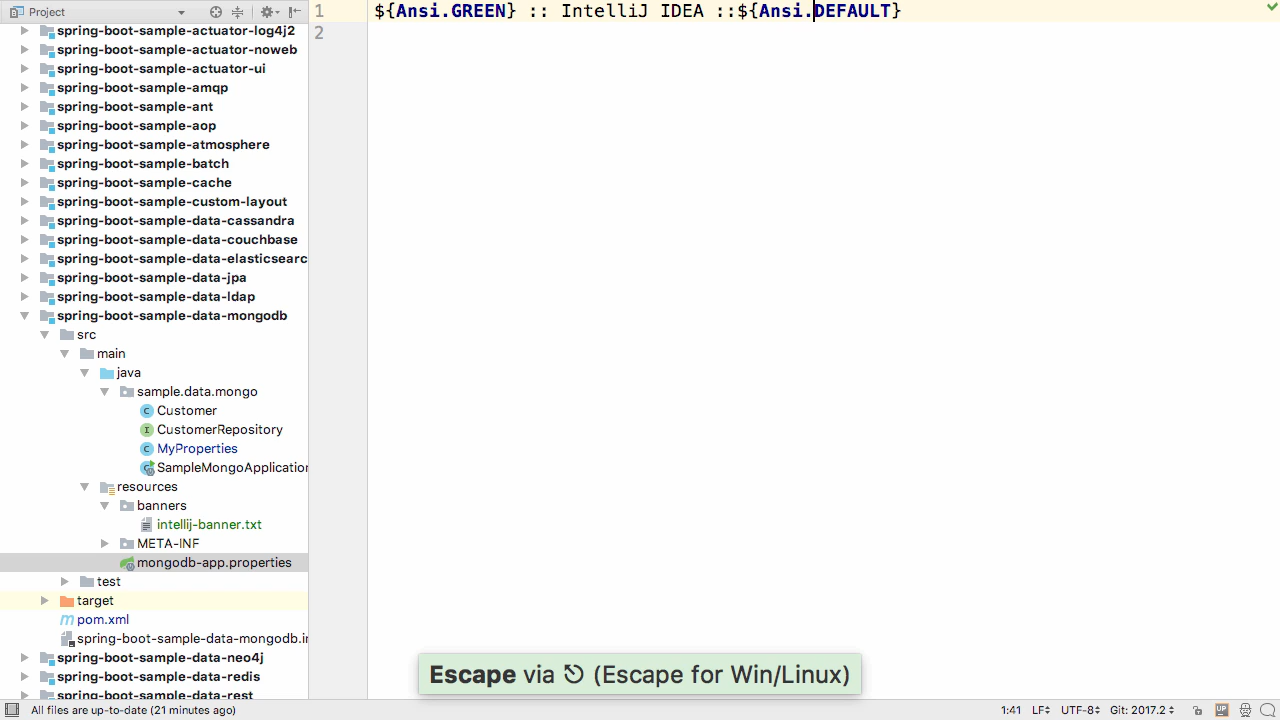 Project
spring-boot-sample-actuator-log4j2
spring-boot-sample-actuator-noweb
spring-boot-sample-actuator-ui
spring-boot-sample-amqp
spring-boot-sample-ant
spring-boot-sample-aop
spring-boot-sample-atmosphere
spring-boot-sample-batch
spring-boot-sample-cache
spring-boot-sample-custom-layout
spring-boot-sample-data-cassandra
spring-boot-sample-data-couchbase
spring-boot-sample-data-elasticsearc
spring-boot-sample-data-jpa
spring-boot-sample-data-ldap
spring-boot-sample-data-mongodb
src
main
java
sample.data.mongo
Customer
CustomerRepository
MyProperties
SampleMongoApplication
resources
banners
intellij-banner.txt
META-INF
mongodb-app.properties
test
target
pom.xml
spring-boot-sample-data-mongodb.in
spring-boot-sample-data-neo4j
spring-boot-sample-data-redis
spring-boot-sample-data-rest
1 ${Ansi.GREEN} :: IntelliJ IDEA ::${Ansi.DEFAULT}
2
Escape via ⎋ (Escape for Win/Linux)
All files are up-to-date (21 minutes ago)
1:41 LF UTF-8 Git: 2017.2
UP